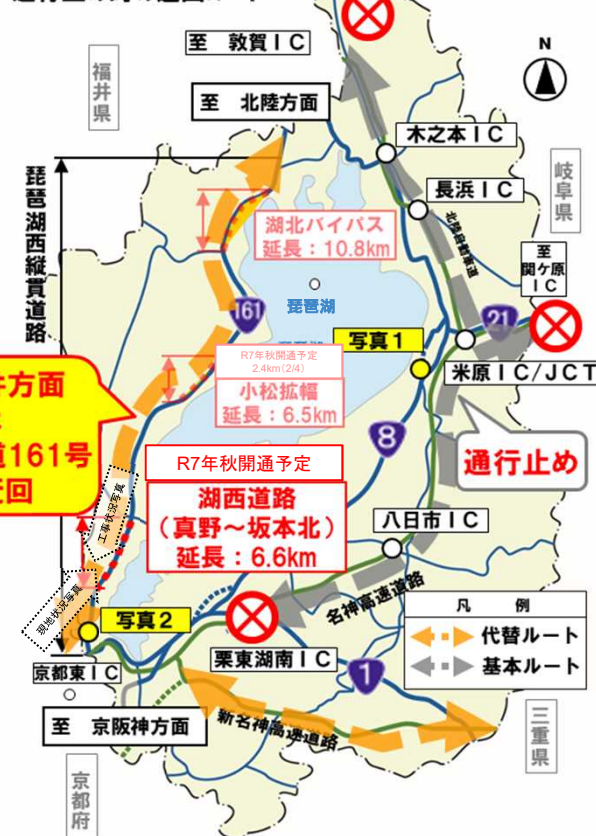 至 敦賀IC
N
福井県
至 北陸方面
木之本IC
岐阜県
長浜IC
北陸自動車道
至
関ケ原
IC
琵琶湖西縦貫道路
湖北バイパス
延長：10.8km
琵琶湖
161
21
写真1
R7年秋開通予定
2.4km(2/4)
米原IC/JCT
小松拡幅
延長：6.5km
方面
161号
回
8
通行止め
R7年秋開通予定
湖西道路
（真野～坂本北）
延長：6.6km
工事状況写真
八日市IC
現地状況写真
名神高速道路
凡 例
代替ルート
基本ルート
写真2
栗東湖南IC
京都東IC
1
至 京阪神方面
新名神高速道路
三重県
京都府